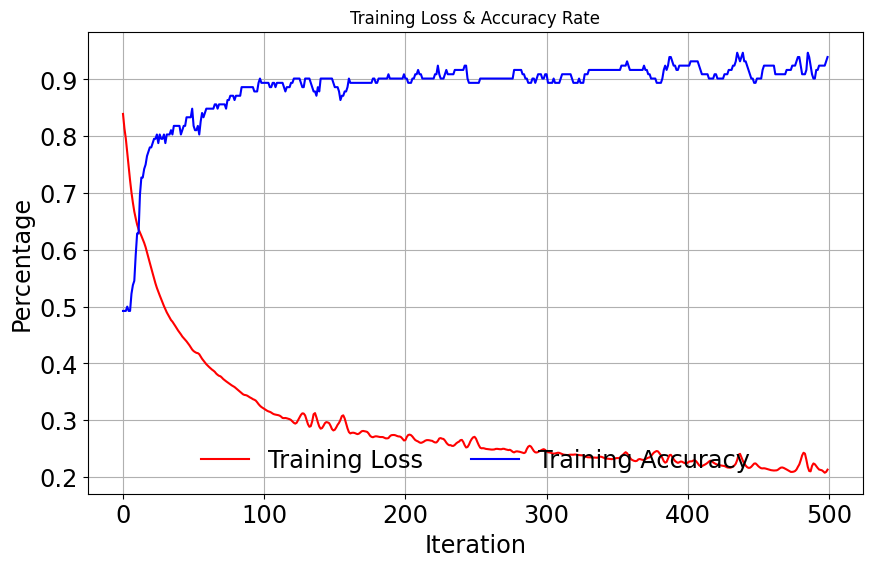 Training Loss & Accuracy Rate
Percentage
0.9
0.8
0.7
0.6
0.5
0.4
0.3
0.2
Training Loss
Training Accuracy
0
100
200
300
400
500
Iteration